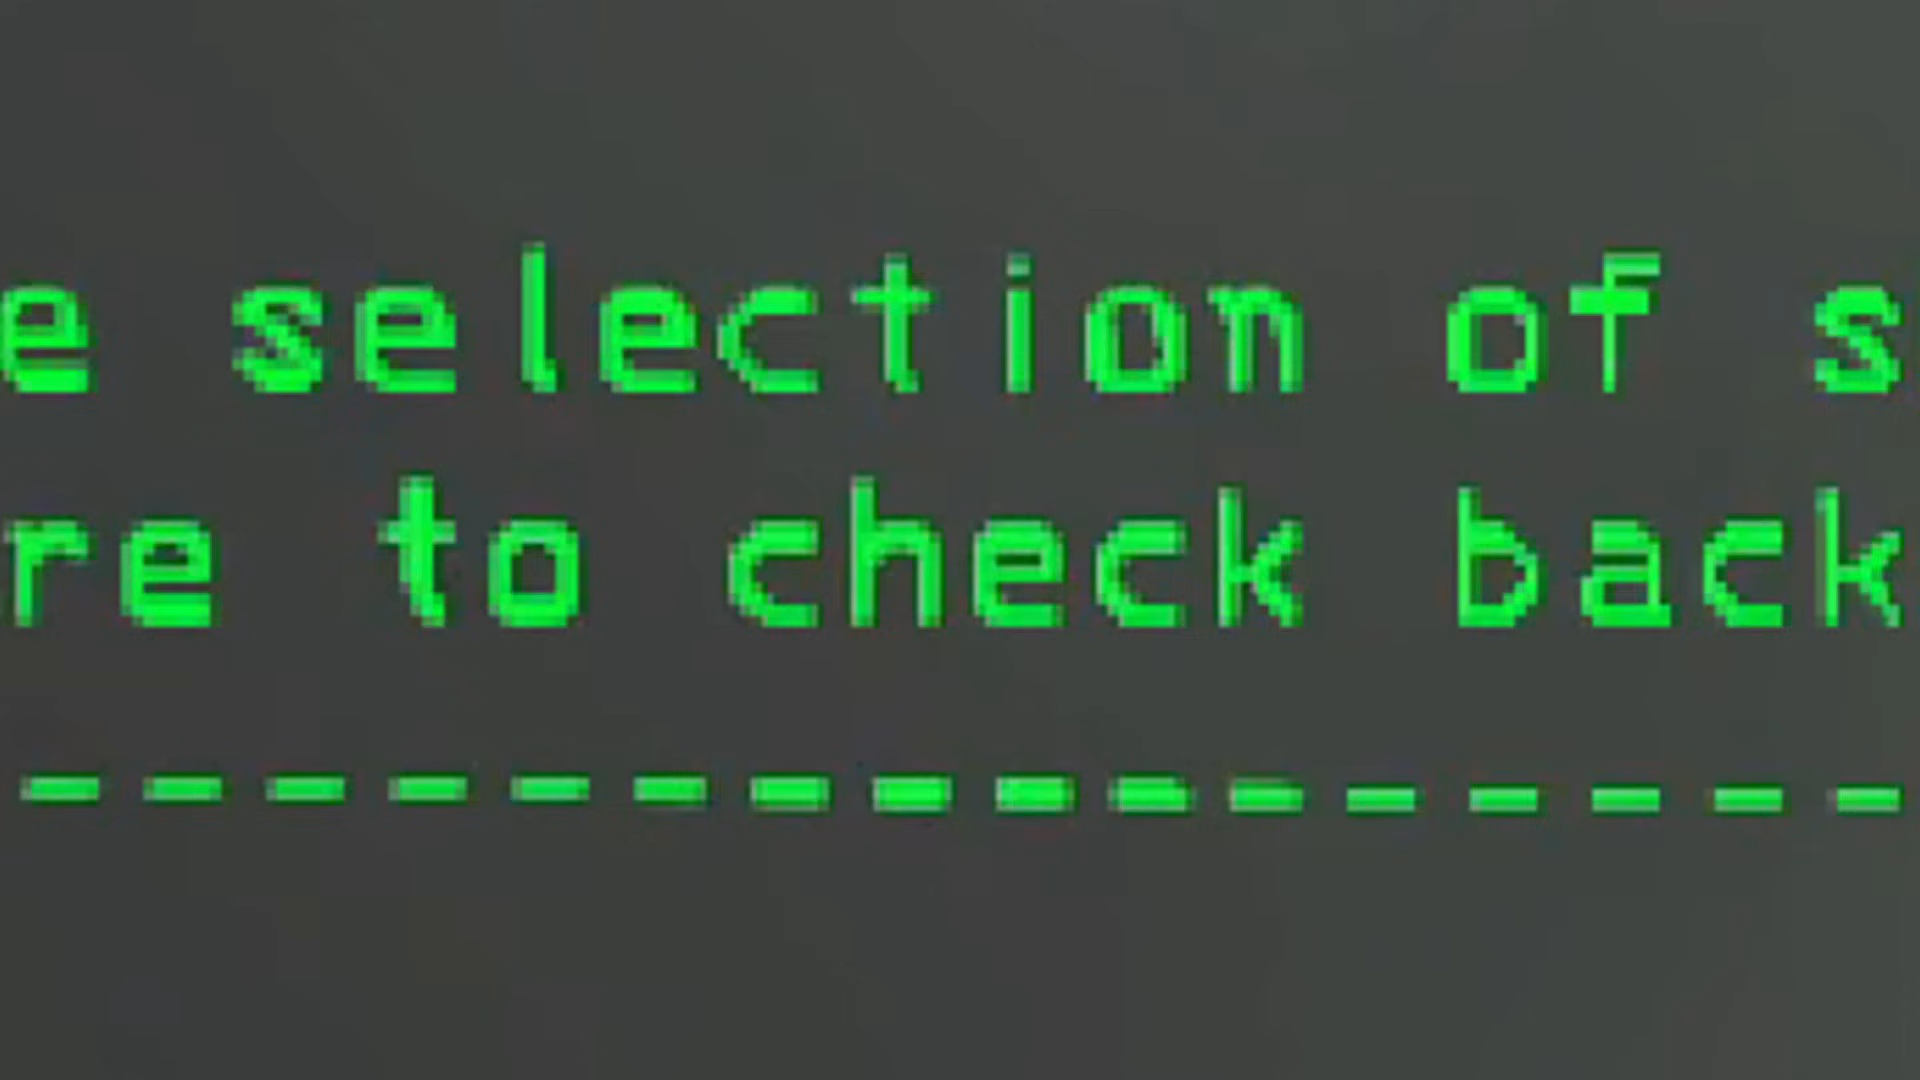 e selection of s
re to check back
----------------